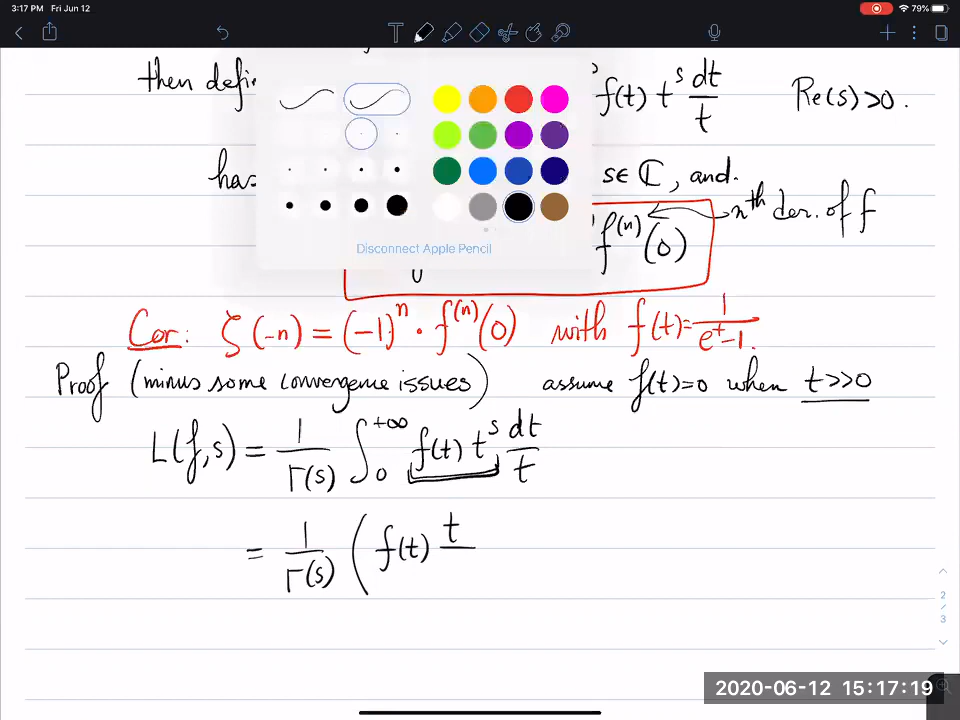 3:17 PM Fri Jun 12 79%
then f(t) t^s dt/t Re(s)>0.
has s∈ℂ, and.
f^(n)(0) nth der. of f
Disconnect Apple Pencil
Cor: ζ(-n) = (-1)^n · f^(n)(0) with f(t)= 1/(e^t-1).
Proof (minus some convergence issues) assume f(t)=0 when t>>0
L(f,s) = 1/Γ(s) ∫_0^{+∞} f(t) t^s dt/t
= 1/Γ(s) ( f(t) t
2
/
3
2020-06-12 15:17:19